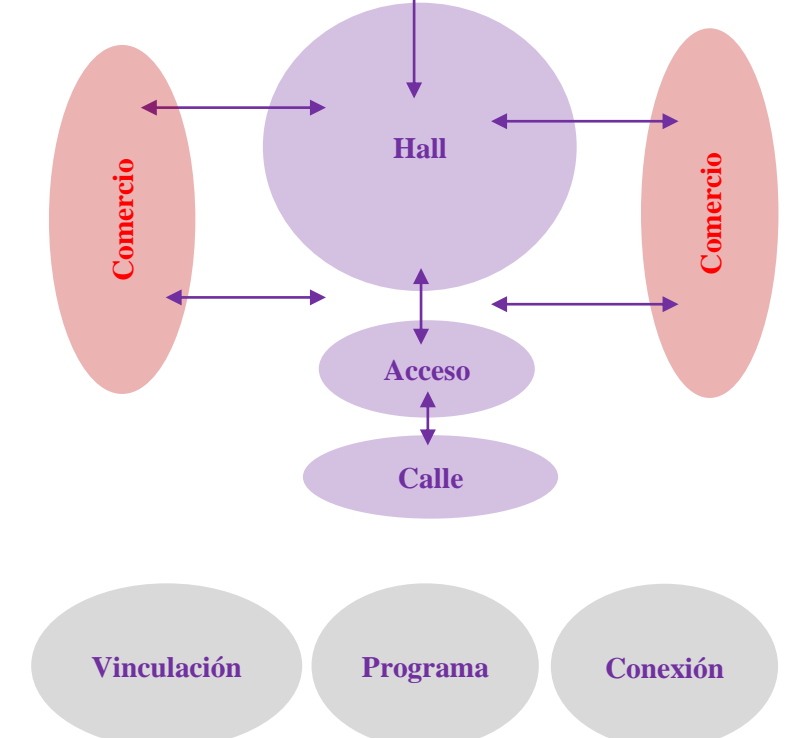 Hall
Comercio
Comercio
Acceso
Calle
Vinculación
Programa
Conexión